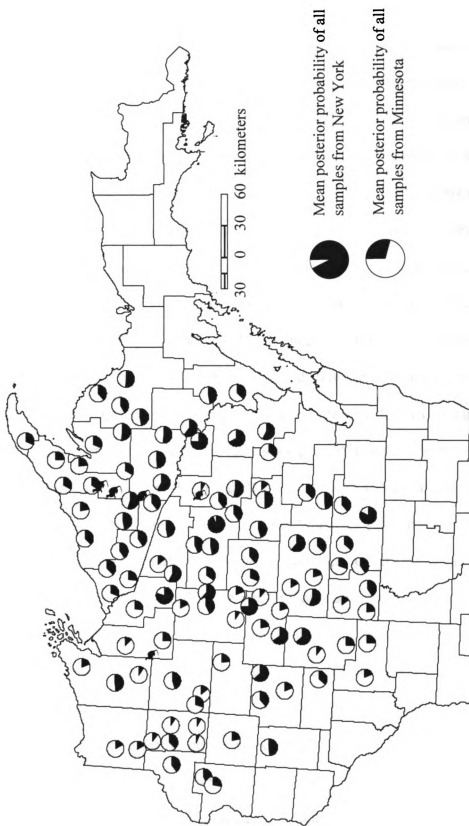 30 0 30 60 kilometers
Mean posterior probability of all
samples from New York
Mean posterior probability of all
samples from Minnesota